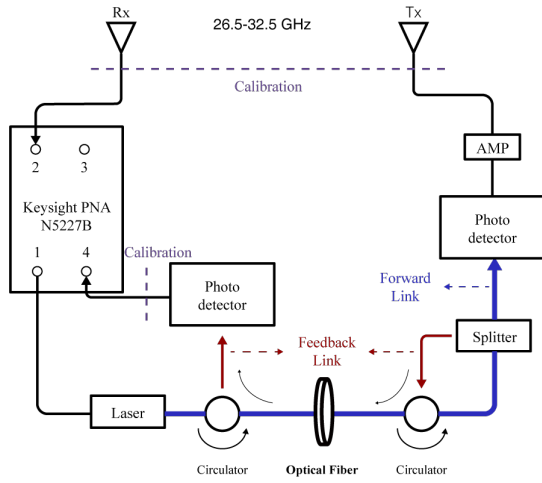 Rx
26.5-32.5 GHz
Tx
Calibration
AMP
2
3
Keysight PNA
N5227B
1
4
Calibration
Photo
detector
Photo
detector
Forward
Link
Feedback
Link
Splitter
Laser
Circulator
Optical Fiber
Circulator